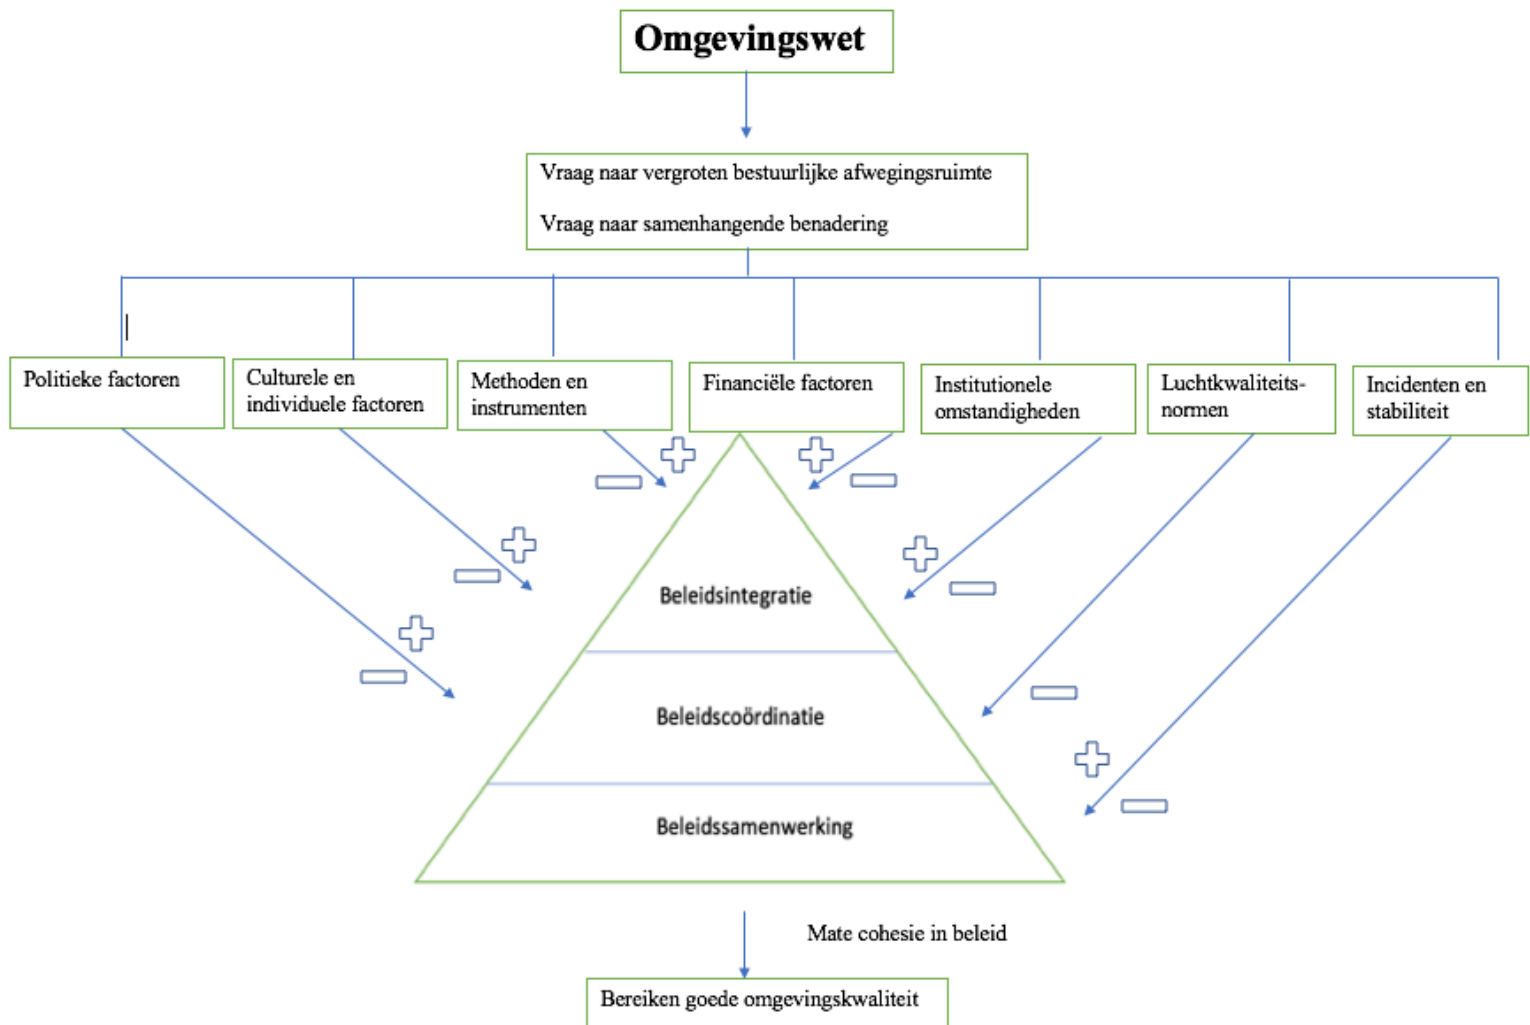 Omgevingswet
Vraag naar vergroten bestuurlijke afwegingsruimte
Vraag naar samenhangende benadering
Politieke factoren
Culturele en
individuele factoren
Methoden en
instrumenten
Financiële factoren
Institutionele
omstandigheden
Luchtkwaliteits-
normen
Incidenten en
stabiliteit
Beleidsintegratie
Beleidscoördinatie
Beleidssamenwerking
Mate cohesie in beleid
Bereiken goede omgevingskwaliteit